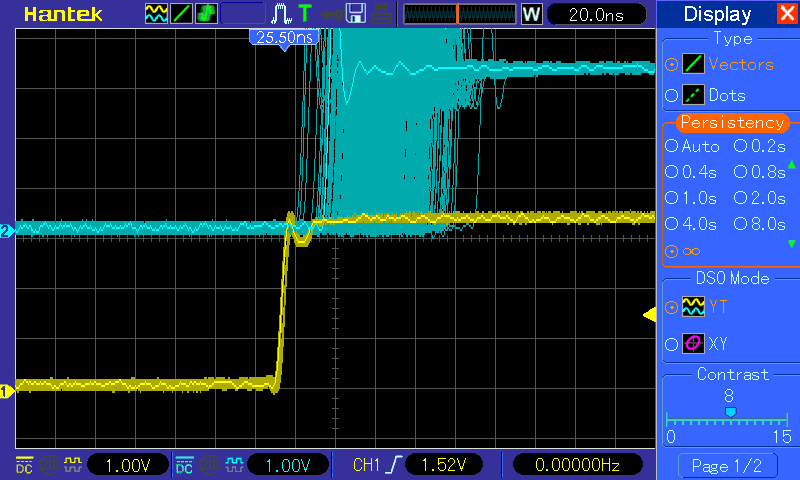 Hantek T W 20.0ns Display
25.50ns
Type
Vectors
Dots
Persistency
Auto 0.2s
0.4s 0.8s
1.0s 2.0s
4.0s 8.0s
∞
2
DSO Mode
YT
XY
1
Contrast
8
0 15
DC 20 1.00V DC 20 1.00V CH1 1.52V 0.00000Hz Page 1/2